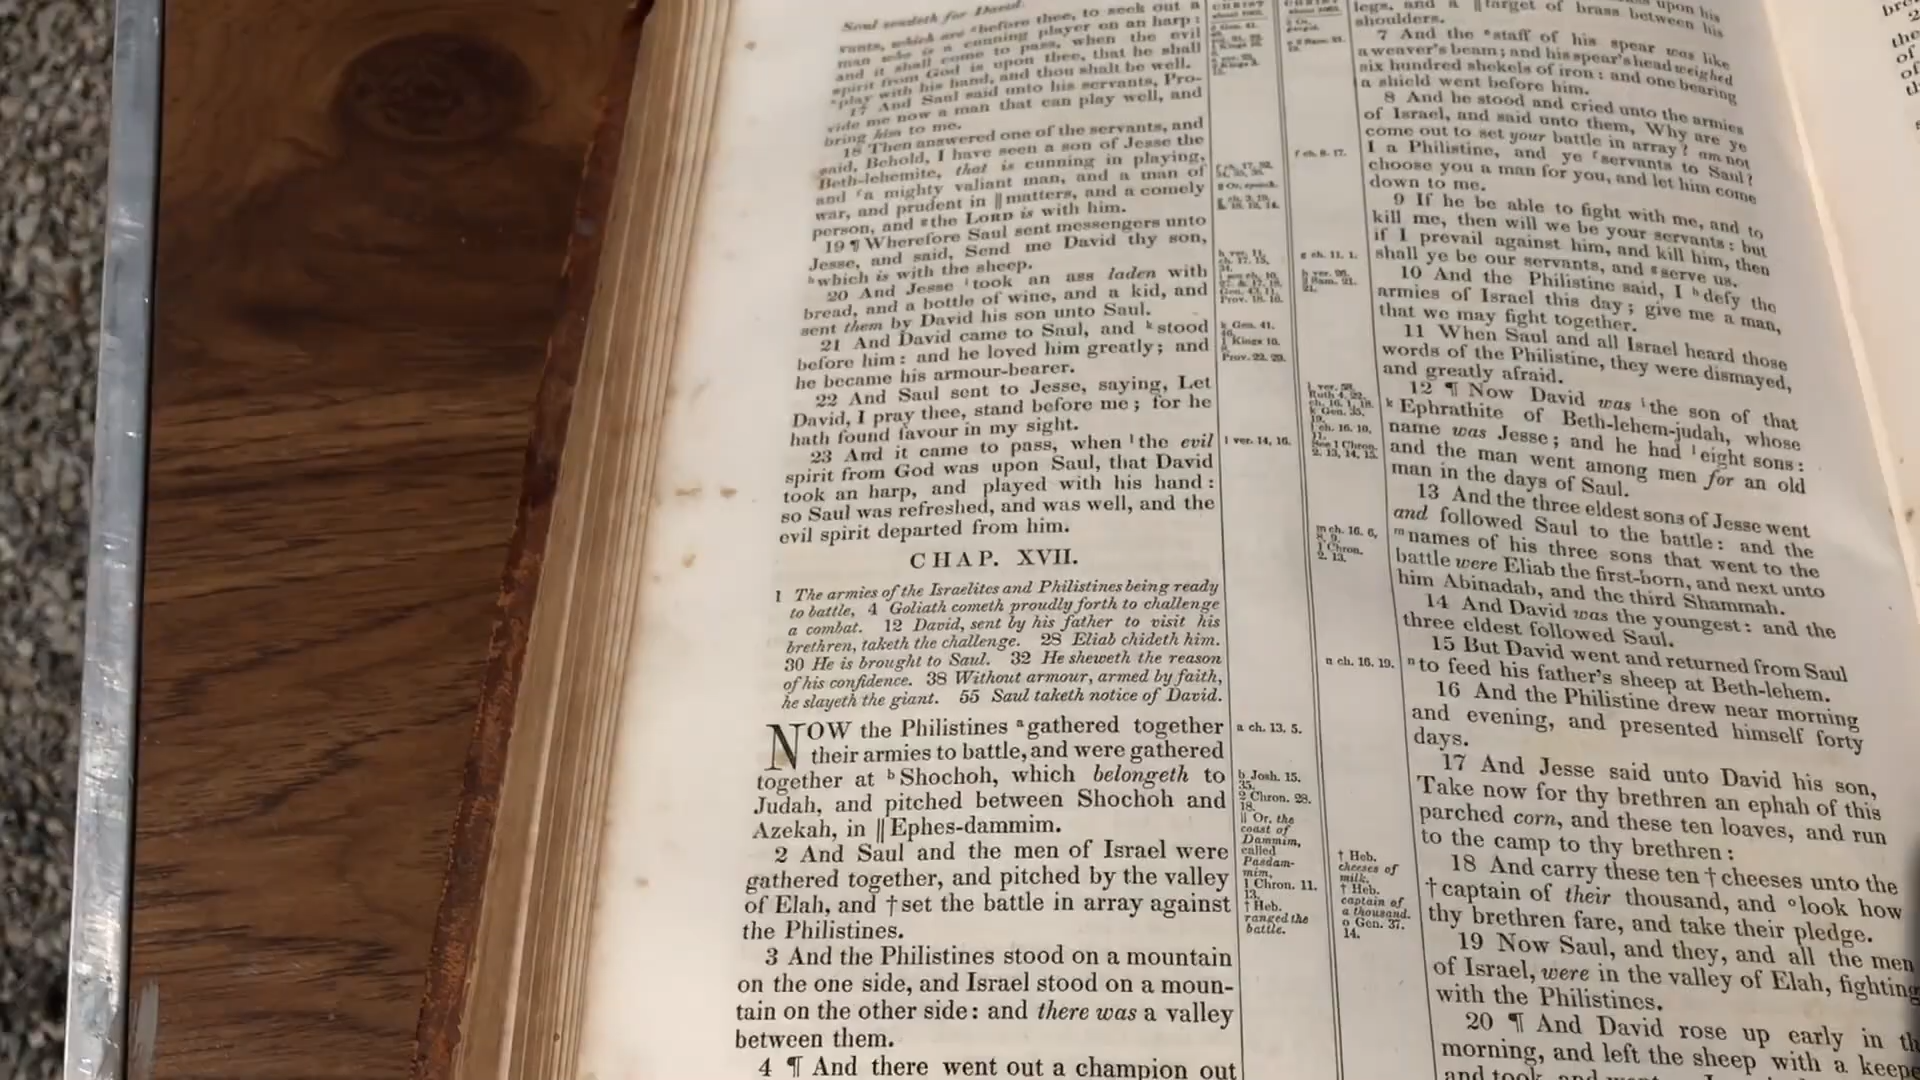 Saul sendeth for David.
vants, which are before thee, to seek out a
man who is a cunning player on an harp:
and it shall come to pass, when the evil
spirit from God is upon thee, that he shall
play with his hand, and thou shalt be well.
17 And Saul said unto his servants, Pro-
vide me now a man that can play well, and
bring him to me.
18 Then answered one of the servants, and
said, Behold, I have seen a son of Jesse the
Beth-lehemite, that is cunning in playing,
and f a mighty valiant man, and a man of
war, and prudent in ‖ matters, and a comely
person, and g the LORD is with him.
19 ¶ Wherefore Saul sent messengers unto
Jesse, and said, Send me David thy son,
h which is with the sheep.
20 And Jesse i took an ass laden with
bread, and a bottle of wine, and a kid, and
sent them by David his son unto Saul.
21 And David came to Saul, and k stood
before him: and he loved him greatly; and
he became his armour-bearer.
22 And Saul sent to Jesse, saying, Let
David, I pray thee, stand before me; for he
hath found favour in my sight.
23 And it came to pass, when l the evil
spirit from God was upon Saul, that David
took an harp, and played with his hand:
so Saul was refreshed, and was well, and the
evil spirit departed from him.
CHAP. XVII.
1 The armies of the Israelites and Philistines being ready
to battle, 4 Goliath cometh proudly forth to challenge
a combat. 12 David, sent by his father to visit his
brethren, taketh the challenge. 28 Eliab chideth him.
30 He is brought to Saul. 32 He sheweth the reason
of his confidence. 38 Without armour, armed by faith,
he slayeth the giant. 55 Saul taketh notice of David.
NOW the Philistines a gathered together
their armies to battle, and were gathered
together at b Shochoh, which belongeth to
Judah, and pitched between Shochoh and
Azekah, in ‖ Ephes-dammim.
2 And Saul and the men of Israel were
gathered together, and pitched by the valley
of Elah, and † set the battle in array against
the Philistines.
3 And the Philistines stood on a mountain
on the one side, and Israel stood on a moun-
tain on the other side: and there was a valley
between them.
4 ¶ And there went out a champion out
CHRIST
k Gen. 41.
46.
1 Kings 10.
8.
Prov. 22. 29.
l ver. 14, 16.
a ch. 13. 5.
b Josh. 15.
35.
2 Chron. 28.
18.
‖ Or, the
coast of
Dammim,
called
Pasdam-
mim,
1 Chron. 11.
13.
† Heb.
ranged the
battle.
CHRIST
f ch. 8. 17.
g ch. 11. 1.
h ver. 26.
2 Sam. 21.
21.
i ver. 58.
Ruth 4. 22.
ch. 16. 1, 18.
k Gen. 35.
19.
l ch. 16. 10,
11.
See 1 Chron.
2. 13, 14, 15.
m ch. 16. 6,
8, 9.
1 Chron.
2. 13.
n ch. 16. 19.
† Heb.
cheeses of
milk.
† Heb.
captain of
a thousand.
o Gen. 37.
14.
upon his
legs, and a ‖ target of brass between his
shoulders.
7 And the e staff of his spear was like
a weaver's beam; and his spear's head weighed
six hundred shekels of iron: and one bearing
a shield went before him.
8 And he stood and cried unto the armies
of Israel, and said unto them, Why are ye
come out to set your battle in array? am not
I a Philistine, and ye f servants to Saul?
choose you a man for you, and let him come
down to me.
9 If he be able to fight with me, and to
kill me, then will we be your servants: but
if I prevail against him, and kill him, then
shall ye be our servants, and g serve us.
10 And the Philistine said, I h defy the
armies of Israel this day; give me a man,
that we may fight together.
11 When Saul and all Israel heard those
words of the Philistine, they were dismayed,
and greatly afraid.
12 ¶ Now David was i the son of that
k Ephrathite of Beth-lehem-judah, whose
name was Jesse; and he had l eight sons:
and the man went among men for an old
man in the days of Saul.
13 And the three eldest sons of Jesse went
and followed Saul to the battle: and the
m names of his three sons that went to the
battle were Eliab the first-born, and next unto
him Abinadab, and the third Shammah.
14 And David was the youngest: and the
three eldest followed Saul.
15 But David went and returned from Saul
n to feed his father's sheep at Beth-lehem.
16 And the Philistine drew near morning
and evening, and presented himself forty
days.
17 And Jesse said unto David his son,
Take now for thy brethren an ephah of this
parched corn, and these ten loaves, and run
to the camp to thy brethren:
18 And carry these ten † cheeses unto the
† captain of their thousand, and o look how
thy brethren fare, and take their pledge.
19 Now Saul, and they, and all the men
of Israel, were in the valley of Elah, fighting
with the Philistines.
20 ¶ And David rose up early in th
morning, and left the sheep with a keepe
and took, and